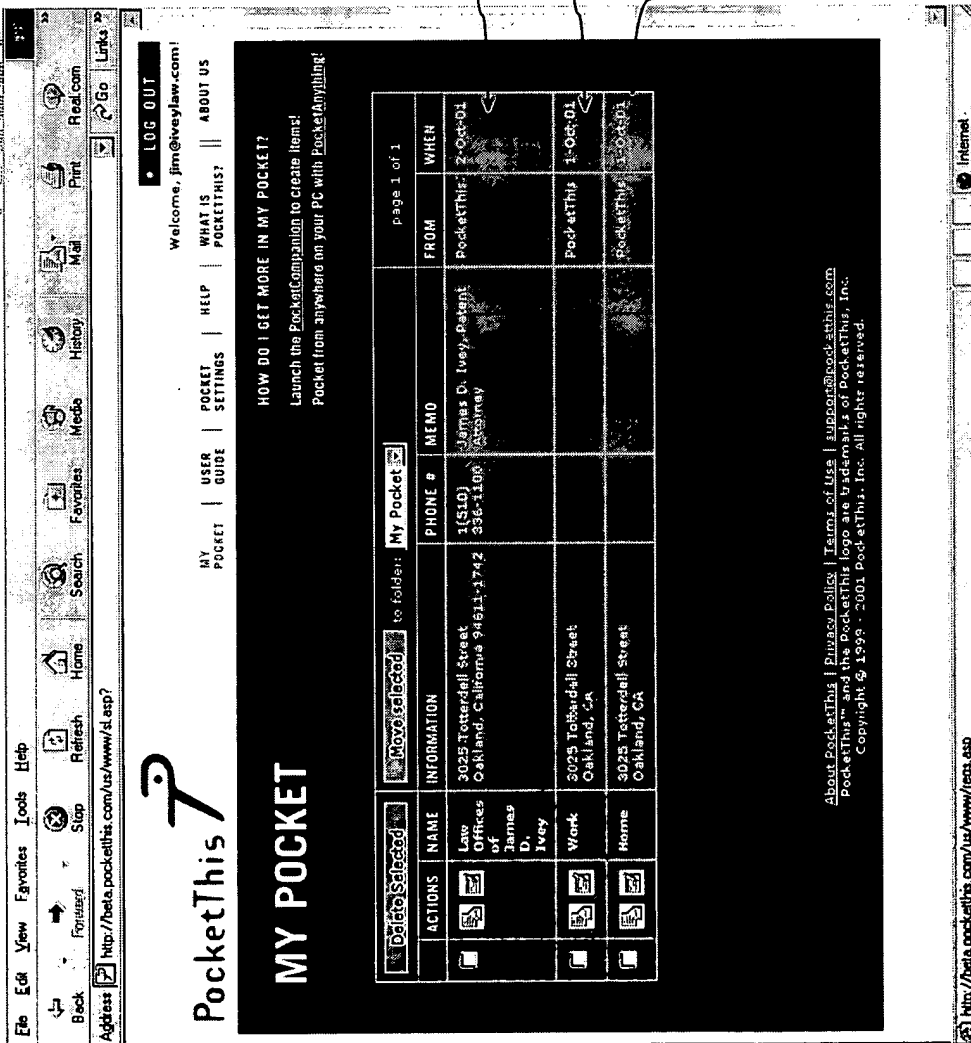 File Edit View Favorites Tools Help
Back Forward Stop Refresh Home Search Favorites Media History Mail Print Real.com
Address http://beta.pocketthis.com/us/www/sl.asp? Go Links »
PocketThis
• LOG OUT
Welcome, jim@iveylaw.com!
MY POCKET | USER GUIDE | POCKET SETTINGS | HELP | WHAT IS POCKETTHIS? || ABOUT US
MY POCKET
HOW DO I GET MORE IN MY POCKET?
Launch the PocketCompanion to create items!
Pocket from anywhere on your PC with PocketAnything!
Delete Selected Move selected to folder: My Pocket page 1 of 1
ACTIONS NAME INFORMATION PHONE # MEMO FROM WHEN
Law Offices of James D. Ivey 3025 Totterdell Street Oakland, California 94611-1742 1(510) 336-1100 James D. Ivey, Patent Attorney PocketThis 2-Oct-01
Work 3025 Totterdell Street Oakland, CA PocketThis 1-Oct-01
Home 3025 Totterdell Street Oakland, CA PocketThis 1-Oct-01
About PocketThis | Privacy Policy | Terms of Use | support@pocketthis.com
PocketThis™ and the PocketThis logo are trademarks of PocketThis, Inc.
Copyright © 1999 - 2001 PocketThis, Inc. All rights reserved.
http://beta.pocketthis.com/us/www/ Internet